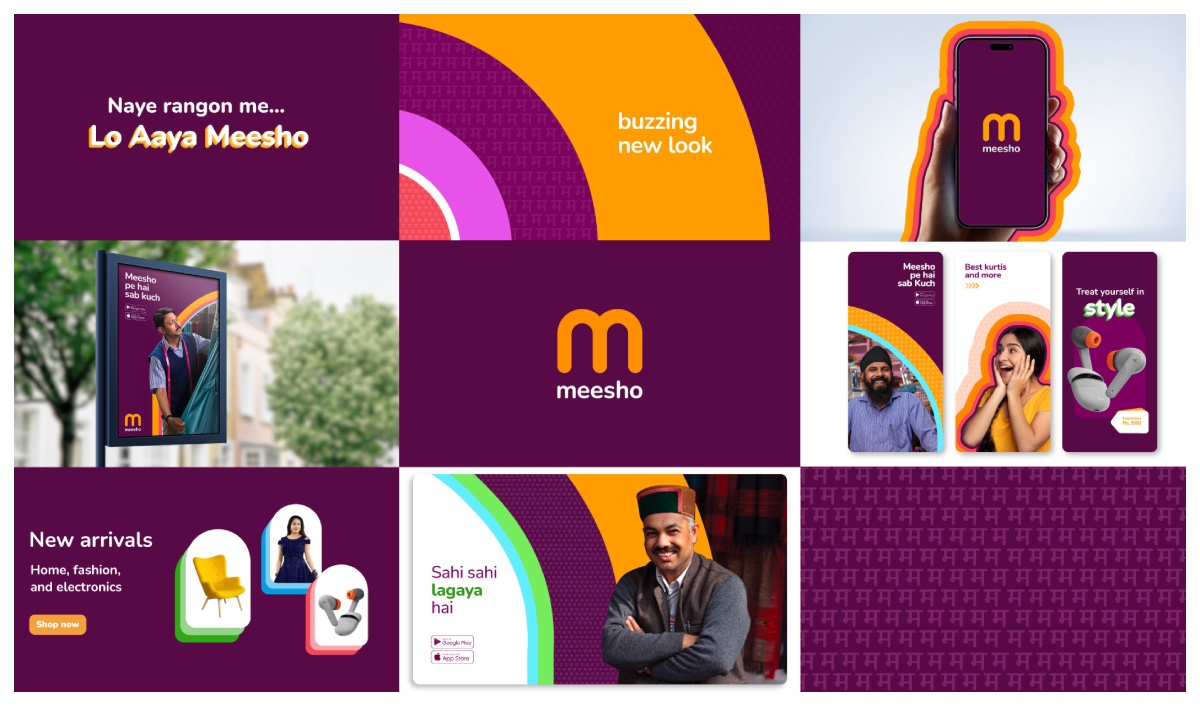 Naye rangon me...
Lo Aaya Meesho
buzzing
new look
meesho
Meesho
pe hai
sab kuch
meesho
meesho
Meesho
pe hai
sab Kuch
Best kurtis
and more
Treat yourself in
style
New arrivals
Home, fashion,
and electronics
Shop now
Sahi sahi
lagaya
hai
Google Play
App Store
म म म म म म म म